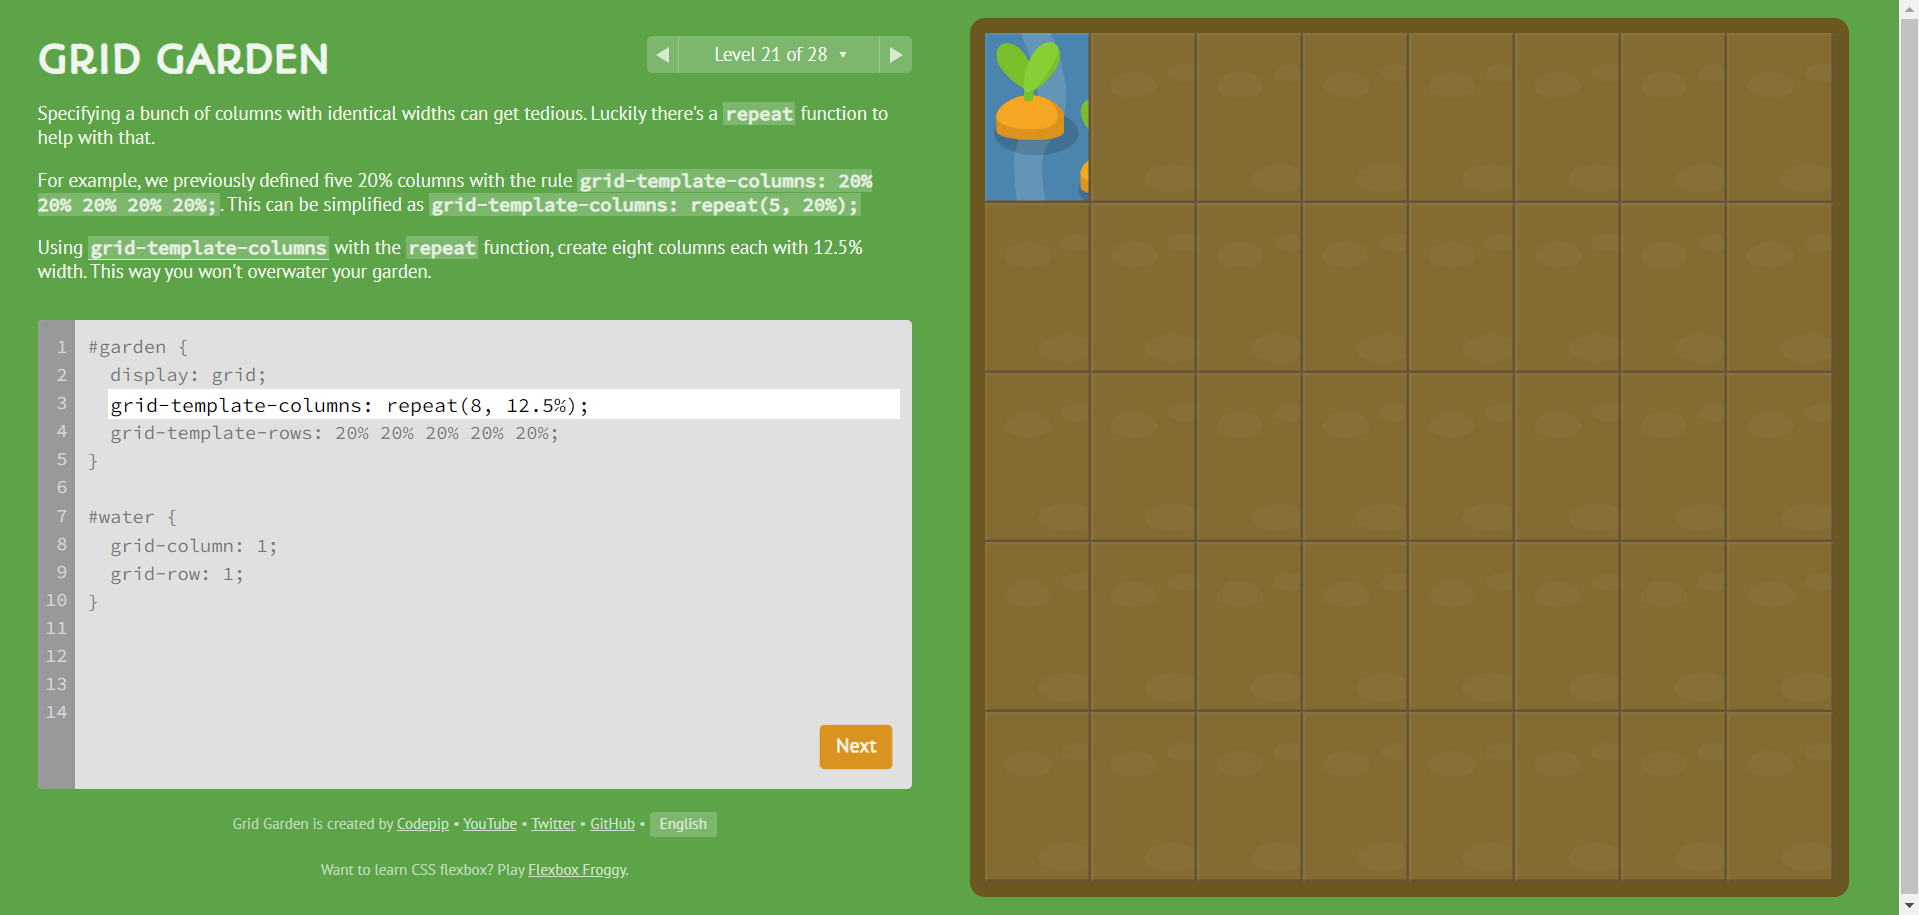 GRID GARDEN
◀ Level 21 of 28 ▼ ▶
Specifying a bunch of columns with identical widths can get tedious. Luckily there's a repeat function to
help with that.
For example, we previously defined five 20% columns with the rule grid-template-columns: 20%
20% 20% 20% 20%;. This can be simplified as grid-template-columns: repeat(5, 20%);
Using grid-template-columns with the repeat function, create eight columns each with 12.5%
width. This way you won't overwater your garden.
1 #garden {
2 display: grid;
3 grid-template-columns: repeat(8, 12.5%);
4 grid-template-rows: 20% 20% 20% 20% 20%;
5 }
6
7 #water {
8 grid-column: 1;
9 grid-row: 1;
10 }
11
12
13
14
Next
Grid Garden is created by Codepip • YouTube • Twitter • GitHub • English
Want to learn CSS flexbox? Play Flexbox Froggy.